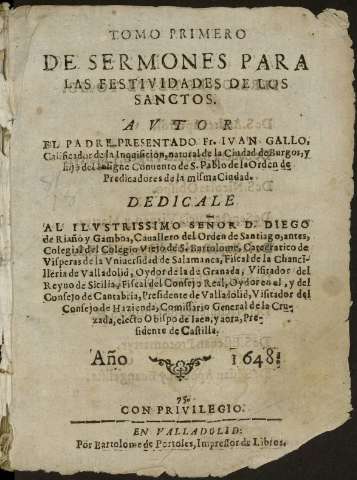 TOMO PRIMERO
DE SERMONES PARA
LAS FESTIVIDADES DE LOS
SANCTOS.
AVTOR
EL PADRE PRESENTADO Fr. IVAN GALLO,
Calificador de la Inquisicion, natural de la Ciudad de Burgos, y
hijo del insigne Conuento de S. Pablo de la Orden de
Predicadores de la misma Ciudad.
DEDICALE
AL ILVSTRISSIMO SEÑOR D. DIEGO
de Riaño y Gamboa, Cauallero del Orden de Santiago, antes,
Colegial del Colegio Viejo de S. Bartolome, Catedratico de
Visperas de la Vniuersidad de Salamanca, Fiscal de la Chanci-
lleria de Valladolid, Oydor de la de Granada, Visitador del
Reyno de Sicilia, Fiscal del Consejo Real, Oydor en el, y del
Consejo de Cantabria, Presidente de Valladolid, Visitador del
Consejo de Hazienda, Comissario General de la Cru-
zada, electo Obispo de Iaen, y aora, Pre-
sidente de Castilla.
Año 1648.
75.
CON PRIVILEGIO.
EN VALLADOLID:
Por Bartolome de Portoles, Impressor de Libros.